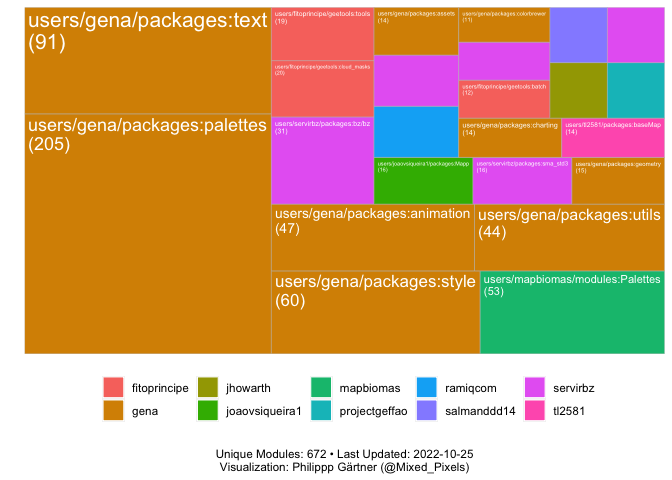 users/gena/packages:text
(91)
users/gena/packages:palettes
(205)
users/fitoprincipe/geetools:tools
(19)
users/fitoprincipe/geetools:cloud_masks
(20)
users/servirbz/packages:bz/bz
(31)
users/gena/packages:assets
(14)
users/joaovsiqueira1/packages:Mapp
(16)
users/gena/packages:colorbrewer
(11)
users/fitoprincipe/geetools:batch
(12)
users/gena/packages:charting
(14)
users/tl2581/packages:baseMap
(14)
users/servirbz/packages:sma_std3
(16)
users/gena/packages:geometry
(15)
users/gena/packages:animation
(47)
users/gena/packages:utils
(44)
users/gena/packages:style
(60)
users/mapbiomas/modules:Palettes
(53)
fitoprincipe
jhowarth
mapbiomas
ramiqcom
servirbz
gena
joaovsiqueira1
projectgeffao
salmanddd14
tl2581
Unique Modules: 672 • Last Updated: 2022-10-25
Visualization: Philippp Gärtner (@Mixed_Pixels)